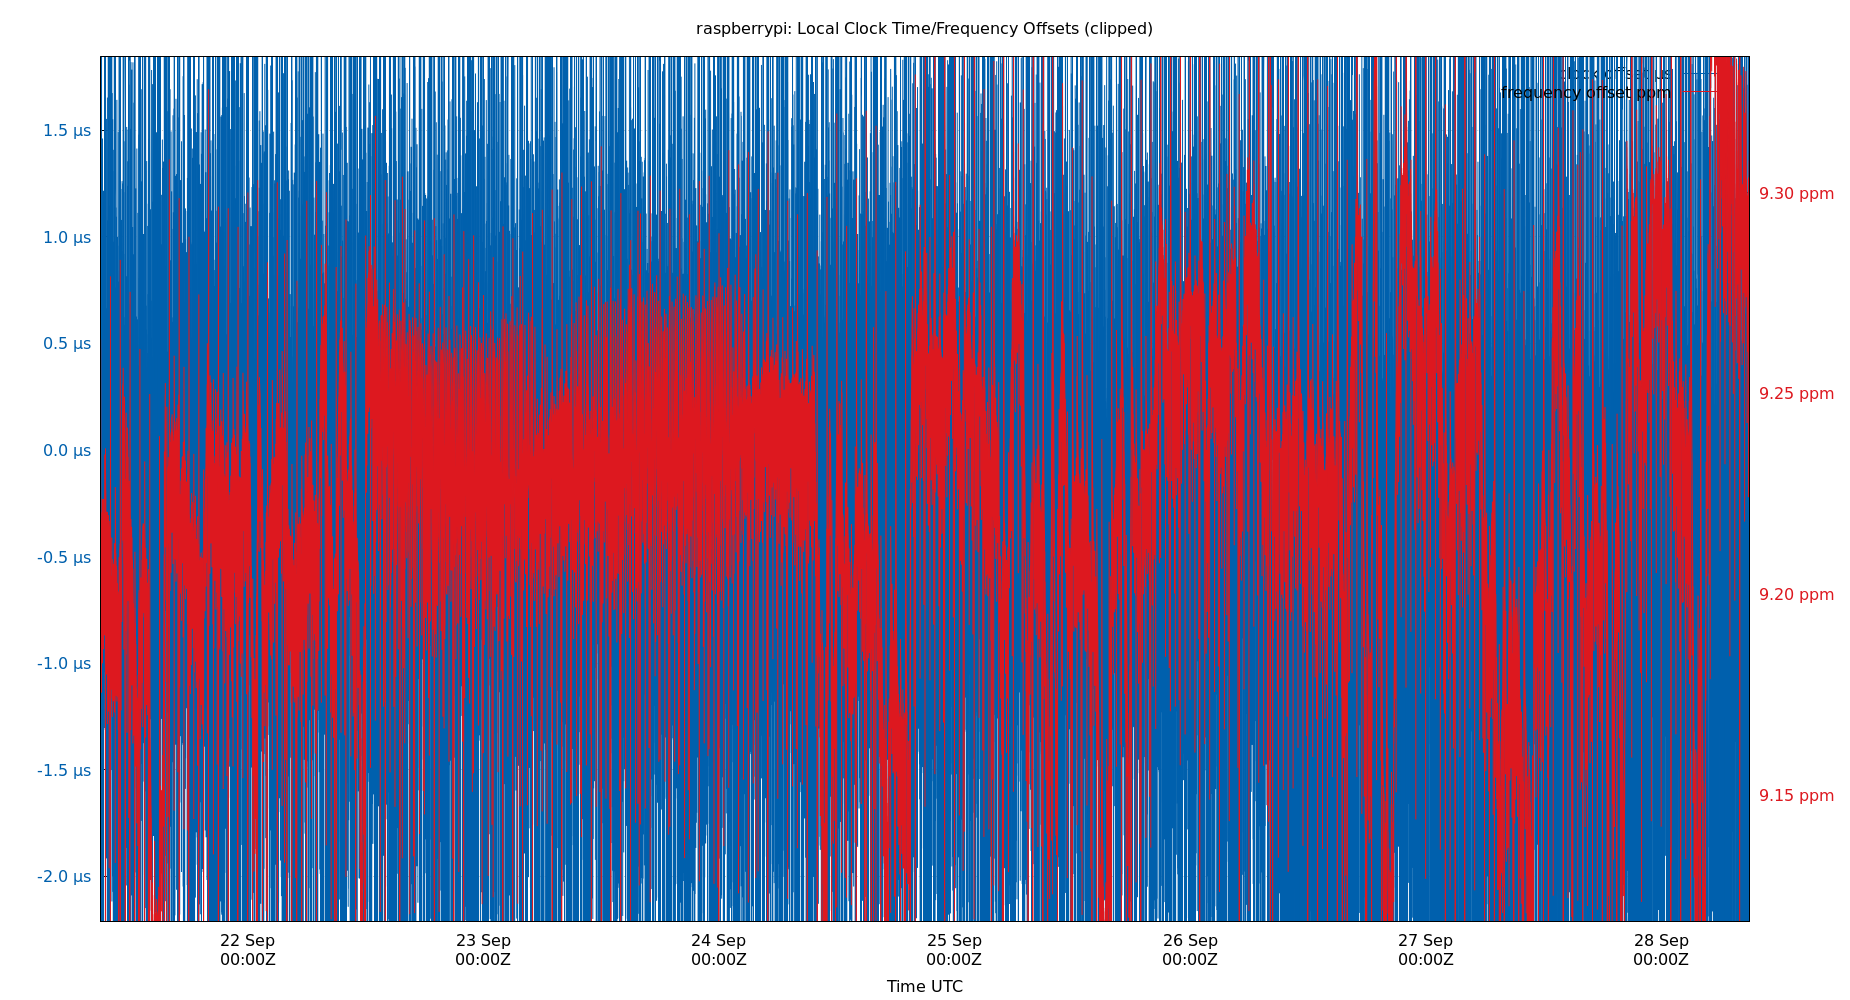 raspberrypi: Local Clock Time/Frequency Offsets (clipped)
clock offset µs
frequency offset ppm
1.5 µs
1.0 µs
0.5 µs
0.0 µs
-0.5 µs
-1.0 µs
-1.5 µs
-2.0 µs
9.30 ppm
9.25 ppm
9.20 ppm
9.15 ppm
22 Sep 23 Sep 24 Sep 25 Sep 26 Sep 27 Sep 28 Sep
00:00Z 00:00Z 00:00Z 00:00Z 00:00Z 00:00Z 00:00Z
Time UTC